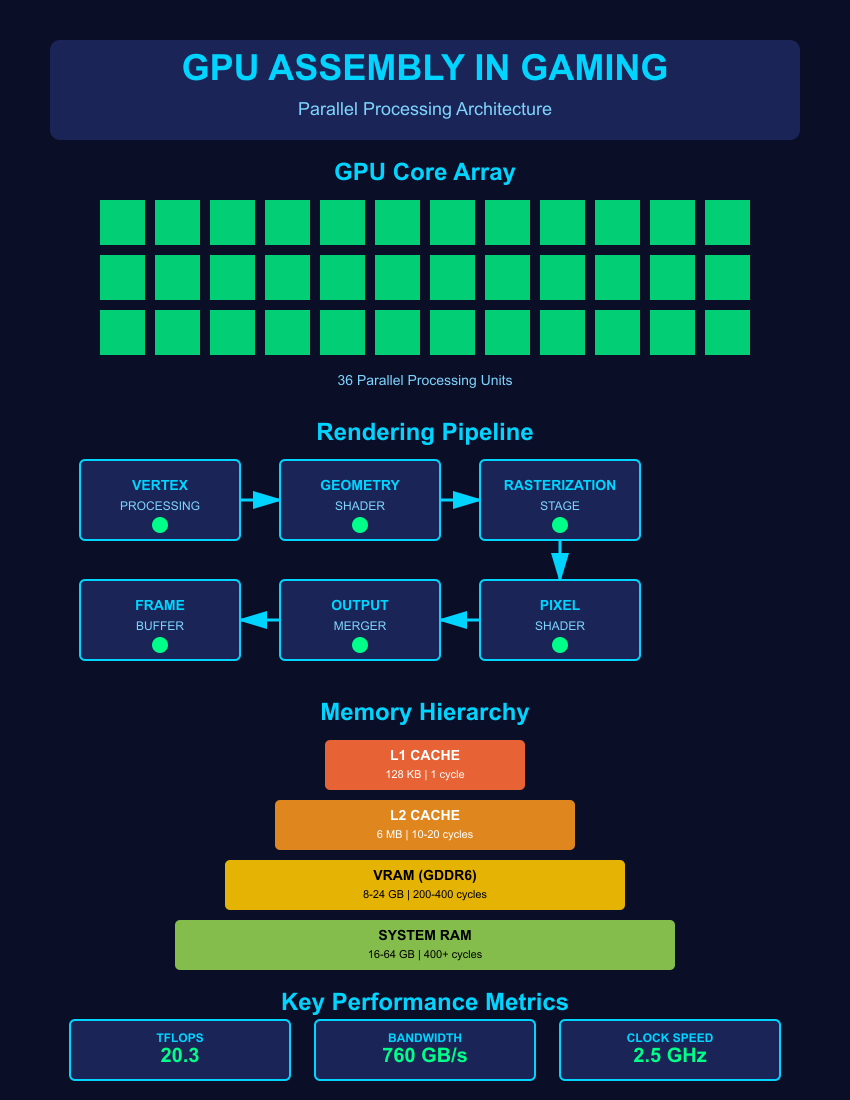 GPU ASSEMBLY IN GAMING
Parallel Processing Architecture
GPU Core Array
36 Parallel Processing Units
Rendering Pipeline
VERTEX
PROCESSING
GEOMETRY
SHADER
RASTERIZATION
STAGE
FRAME
BUFFER
OUTPUT
MERGER
PIXEL
SHADER
Memory Hierarchy
L1 CACHE
128 KB | 1 cycle
L2 CACHE
6 MB | 10-20 cycles
VRAM (GDDR6)
8-24 GB | 200-400 cycles
SYSTEM RAM
16-64 GB | 400+ cycles
Key Performance Metrics
TFLOPS
20.3
BANDWIDTH
760 GB/s
CLOCK SPEED
2.5 GHz